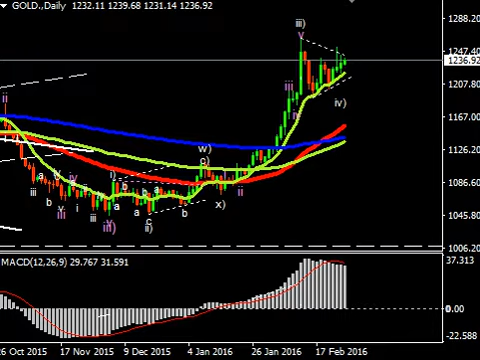 GOLD.,Daily 1232.11 1239.68 1231.14 1236.92
1288.20
1247.40
1236.92
1207.80
1167.00
1126.20
1086.60
1045.80
1006.20
iii)
v
iii
iv
iv)
ii
w)
x)
ii
i)
iii
a
b
iv
iii
i
iii
b
a
b
a
a
c
ii)
b
MACD(12,26,9) 29.767 31.591
37.313
0.00
-22.588
26 Oct 2015 17 Nov 2015 9 Dec 2015 4 Jan 2016 26 Jan 2016 17 Feb 2016